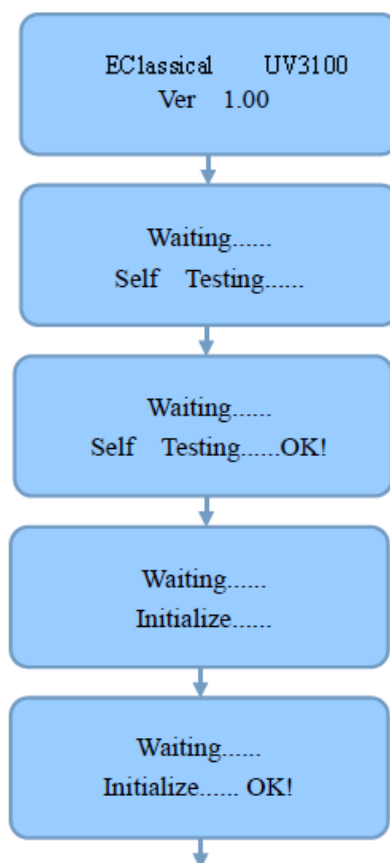 EClassical UV3100
Ver 1.00
Waiting......
Self Testing......
Waiting......
Self Testing......OK!
Waiting......
Initialize......
Waiting......
Initialize...... OK!